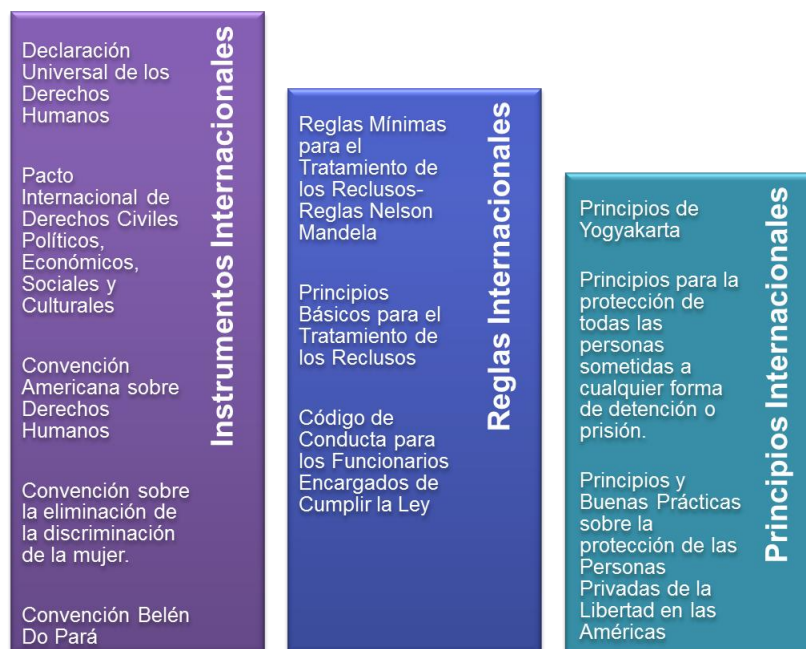 Instrumentos Internacionales
Declaración
Universal de los
Derechos
Humanos
Pacto
Internacional de
Derechos Civiles
Políticos,
Económicos,
Sociales y
Culturales
Convención
Americana sobre
Derechos
Humanos
Convención sobre
la eliminación de
la discriminación
de la mujer.
Convención Belén
Do Pará
Reglas Internacionales
Reglas Mínimas
para el
Tratamiento de
los Reclusos-
Reglas Nelson
Mandela
Principios
Básicos para el
Tratamiento de
los Reclusos
Código de
Conducta para
los Funcionarios
Encargados de
Cumplir la Ley
Principios Internacionales
Principios de
Yogyakarta
Principios para la
protección de
todas las
personas
sometidas a
cualquier forma
de detención o
prisión.
Principios y
Buenas Prácticas
sobre la
protección de las
Personas
Privadas de la
Libertad en las
Américas